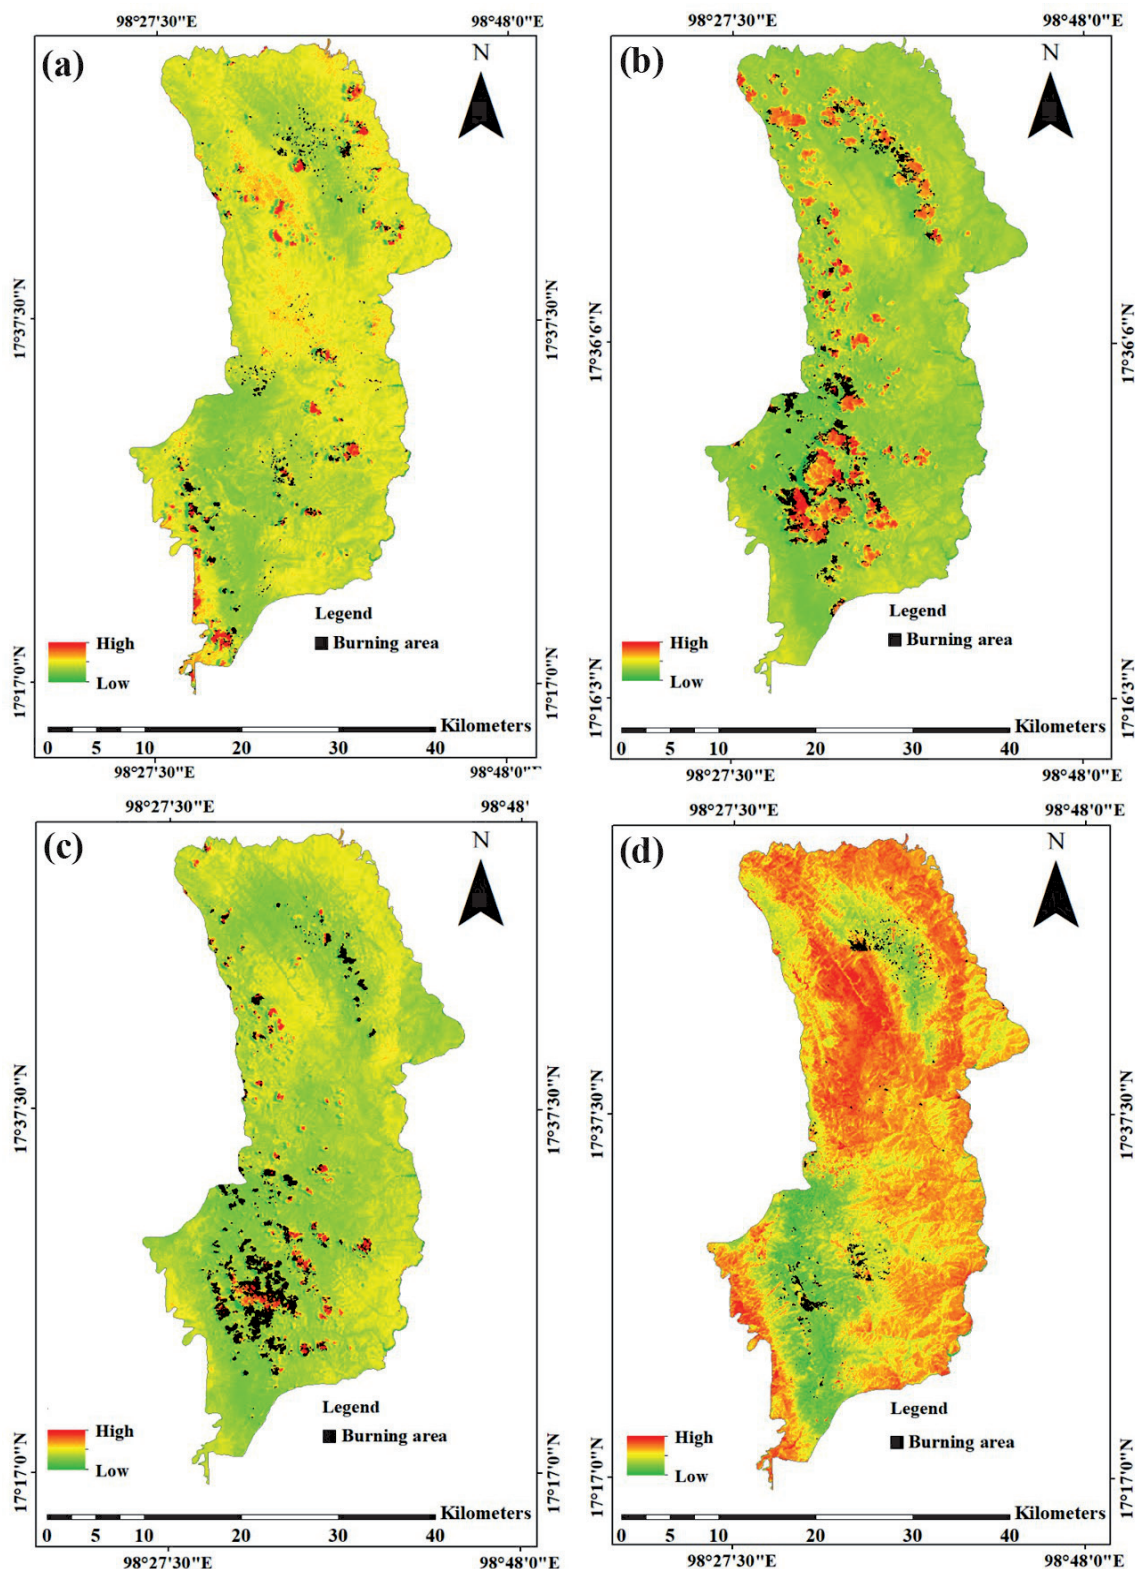 98°27'30"E 98°48'0"E
(a)
N
17°37'30"N 17°37'30"N
Legend
Burning area
High
Low
17°17'0"N 17°17'0"N
Kilometers
0 5 10 20 30 40
98°27'30"E 98°48'0"E
98°27'30"E 98°48'0"E
(b)
N
17°36'6"N 17°36'6"N
Legend
Burning area
High
Low
17°16'3"N 17°16'3"N
Kilometers
0 5 10 20 30 40
98°27'30"E 98°48'0"E
98°27'30"E 98°48'
(c)
N
17°37'30"N 17°37'30"N
Legend
Burning area
High
Low
17°17'0"N 17°17'0"N
Kilometers
0 5 10 20 30 40
98°27'30"E 98°48'0"E
98°27'30"E 98°48'0"E
(d)
N
17°37'30"N 17°37'30"N
Legend
Burning area
High
Low
17°17'0"N 17°17'0"N
Kilometers
0 5 10 20 30 40
98°27'30"E 98°48'0"E